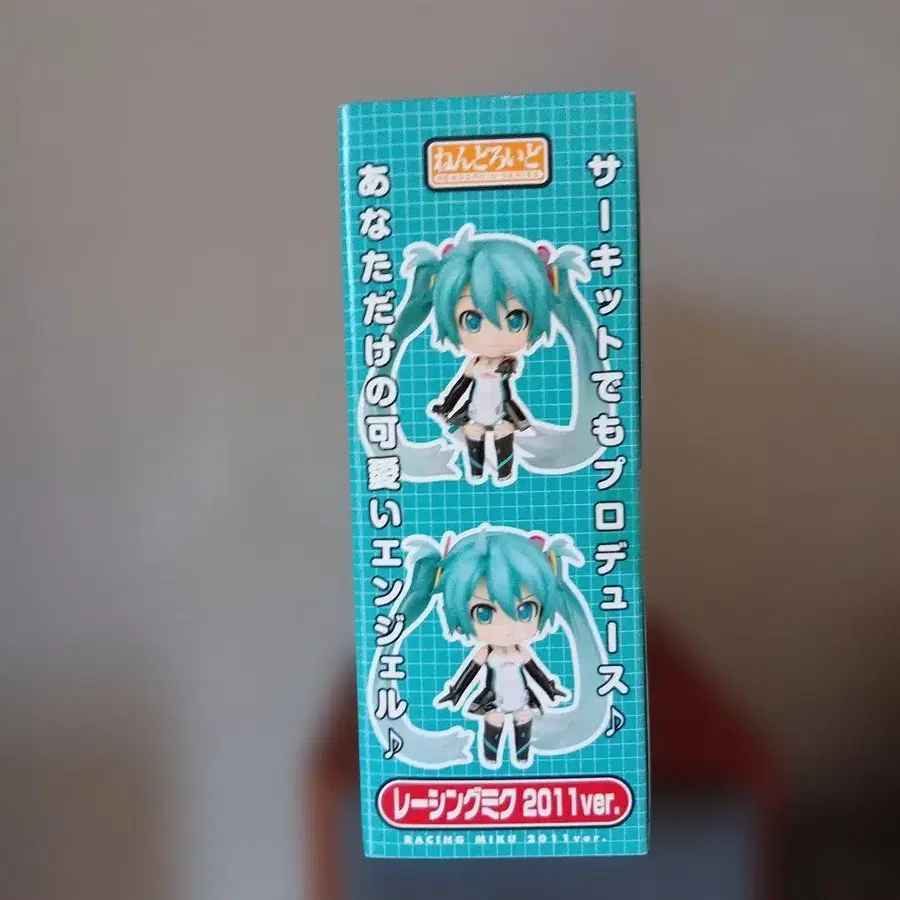 ねんどろいど
サーキットでもプロデュース♪
あなただけの可愛いエンジェル♪
レーシングミク 2011ver.
RACING MIKU 2011ver.